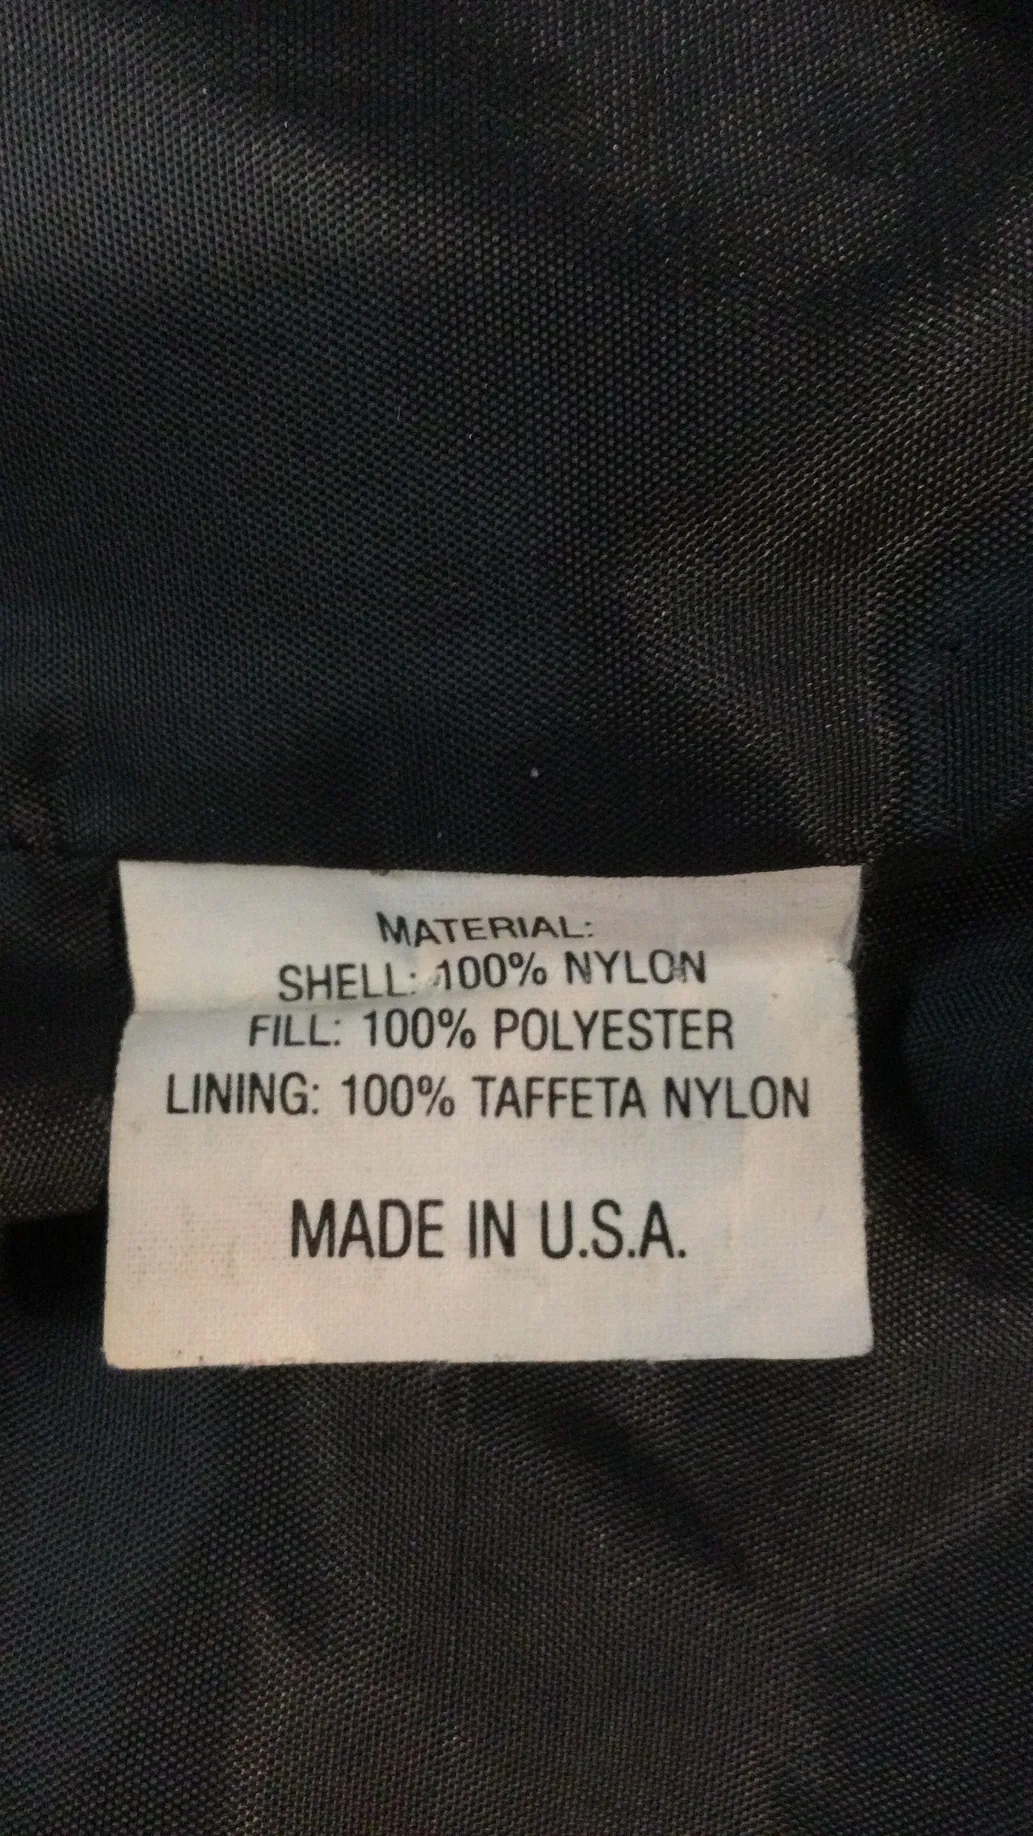 MATERIAL:
SHELL: 100% NYLON
FILL: 100% POLYESTER
LINING: 100% TAFFETA NYLON
MADE IN U.S.A.